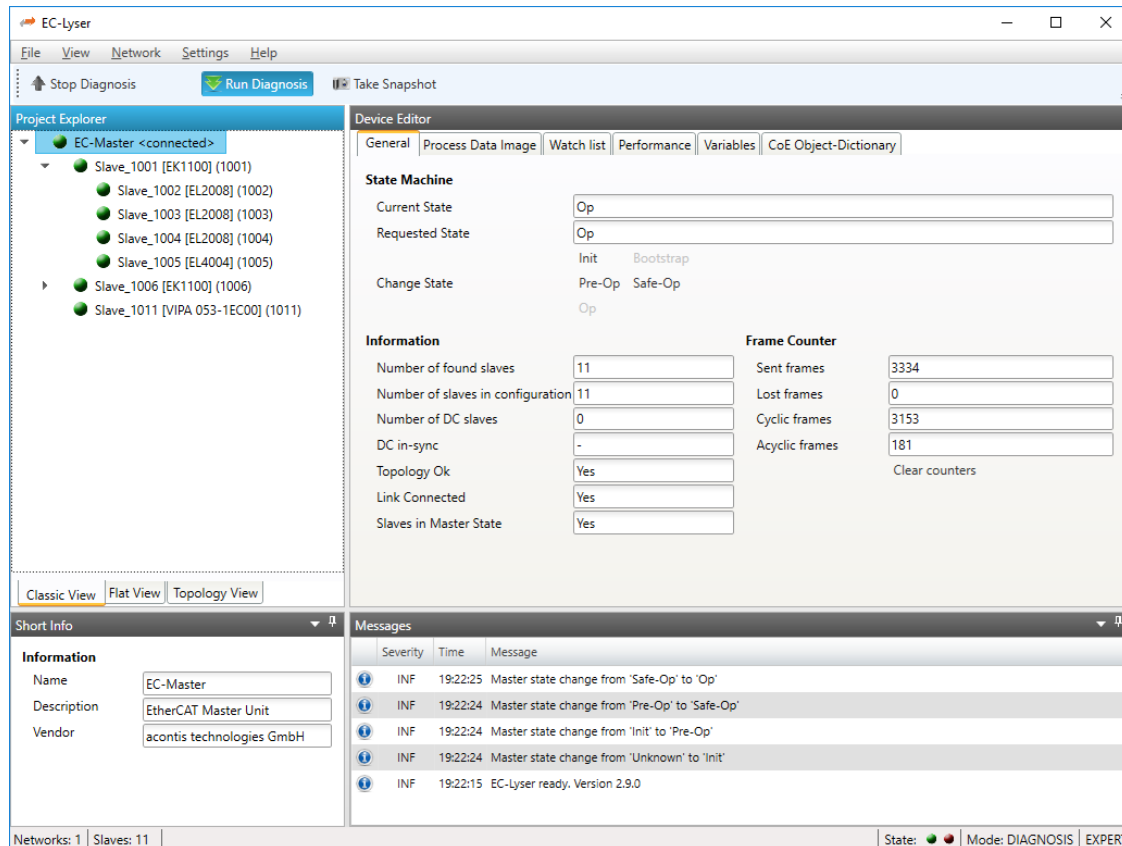 EC-Lyser
File View Network Settings Help
Stop Diagnosis Run Diagnosis Take Snapshot
Project Explorer
EC-Master <connected>
Slave_1001 [EK1100] (1001)
Slave_1002 [EL2008] (1002)
Slave_1003 [EL2008] (1003)
Slave_1004 [EL2008] (1004)
Slave_1005 [EL4004] (1005)
Slave_1006 [EK1100] (1006)
Slave_1011 [VIPA 053-1EC00] (1011)
Classic View Flat View Topology View
Device Editor
General Process Data Image Watch list Performance Variables CoE Object-Dictionary
State Machine
Current State Op
Requested State Op
Init Bootstrap
Change State Pre-Op Safe-Op
Op
Information
Number of found slaves 11
Number of slaves in configuration 11
Number of DC slaves 0
DC in-sync -
Topology Ok Yes
Link Connected Yes
Slaves in Master State Yes
Frame Counter
Sent frames 3334
Lost frames 0
Cyclic frames 3153
Acyclic frames 181
Clear counters
Short Info
Information
Name EC-Master
Description EtherCAT Master Unit
Vendor acontis technologies GmbH
Messages
Severity Time Message
INF 19:22:25 Master state change from 'Safe-Op' to 'Op'
INF 19:22:24 Master state change from 'Pre-Op' to 'Safe-Op'
INF 19:22:24 Master state change from 'Init' to 'Pre-Op'
INF 19:22:24 Master state change from 'Unknown' to 'Init'
INF 19:22:15 EC-Lyser ready. Version 2.9.0
Networks: 1 Slaves: 11 State: Mode: DIAGNOSIS EXPERT